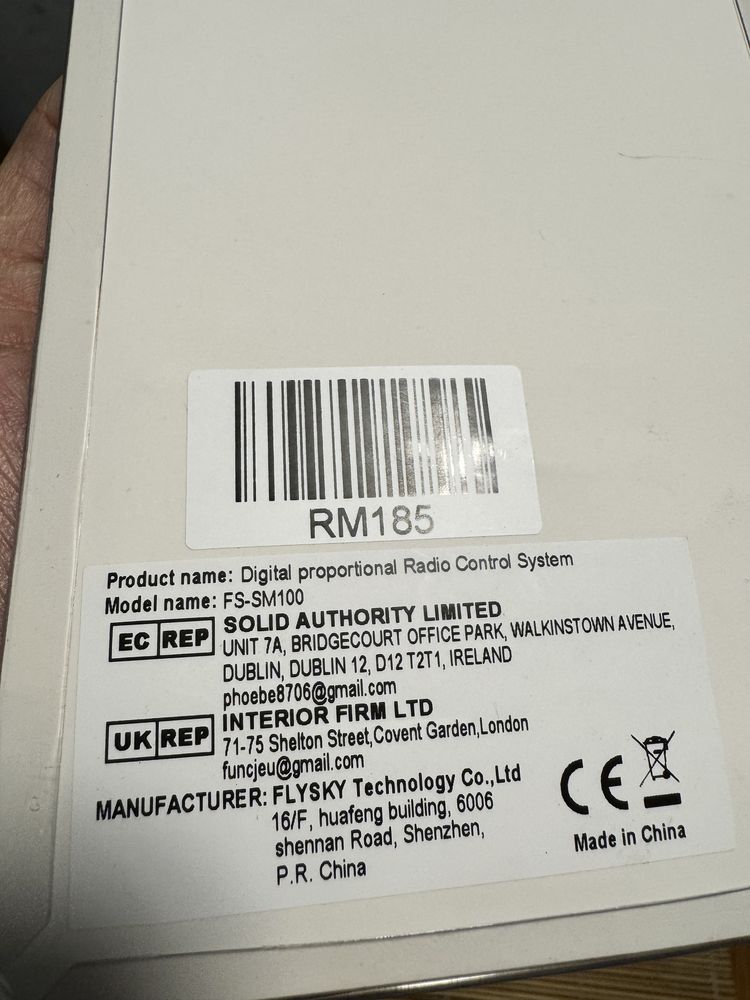 RM185
Product name: Digital proportional Radio Control System
Model name: FS-SM100
EC REP
SOLID AUTHORITY LIMITED
UNIT 7A, BRIDGECOURT OFFICE PARK, WALKINSTOWN AVENUE,
DUBLIN, DUBLIN 12, D12 T2T1, IRELAND
phoebe8706@gmail.com
UK REP
INTERIOR FIRM LTD
71-75 Shelton Street,Covent Garden,London
funcjeu@gmail.com
MANUFACTURER: FLYSKY Technology Co.,Ltd
16/F, huafeng building, 6006
shennan Road, Shenzhen,
P.R. China
CE
Made in China